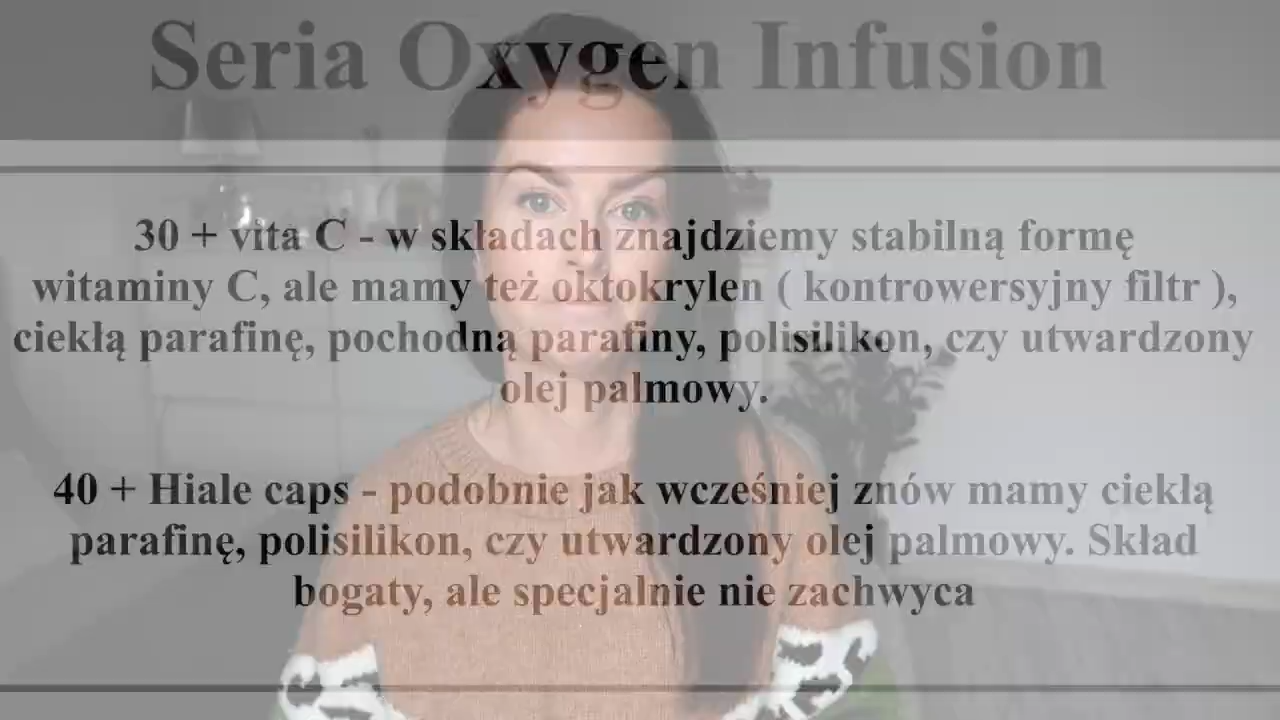 Seria Oxygen Infusion
30 + vita C - w składach znajdziemy stabilną formę
witaminy C, ale mamy też oktokrylen ( kontrowersyjny filtr ),
ciekłą parafinę, pochodną parafiny, polisilikon, czy utwardzony
olej palmowy.
40 + Hiale caps - podobnie jak wcześniej znów mamy ciekłą
parafinę, polisilikon, czy utwardzony olej palmowy. Skład
bogaty, ale specjalnie nie zachwyca